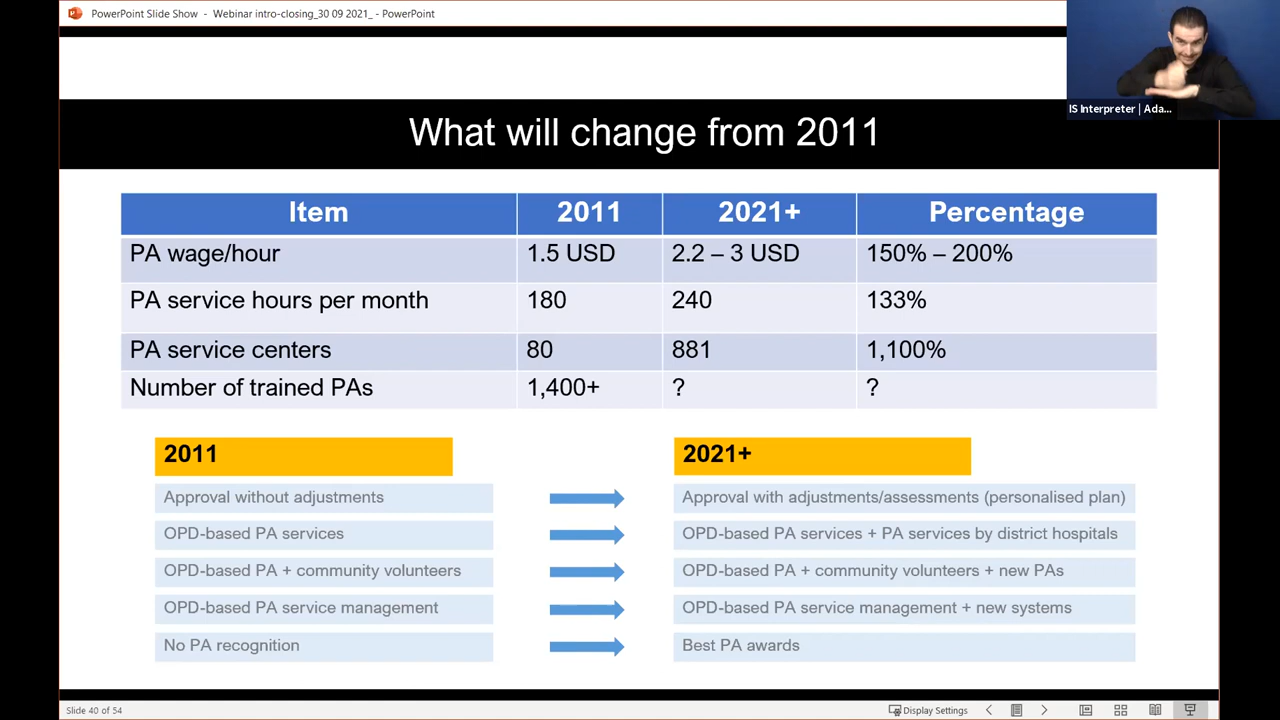 PowerPoint Slide Show - Webinar intro-closing_30 09 2021_ - PowerPoint
IS Interpreter | Ada...
What will change from 2011
Item 2011 2021+ Percentage
PA wage/hour 1.5 USD 2.2 – 3 USD 150% – 200%
PA service hours per month 180 240 133%
PA service centers 80 881 1,100%
Number of trained PAs 1,400+ ? ?
2011 2021+
Approval without adjustments Approval with adjustments/assessments (personalised plan)
OPD-based PA services OPD-based PA services + PA services by district hospitals
OPD-based PA + community volunteers OPD-based PA + community volunteers + new PAs
OPD-based PA service management OPD-based PA service management + new systems
No PA recognition Best PA awards
Slide 40 of 54 Display Settings